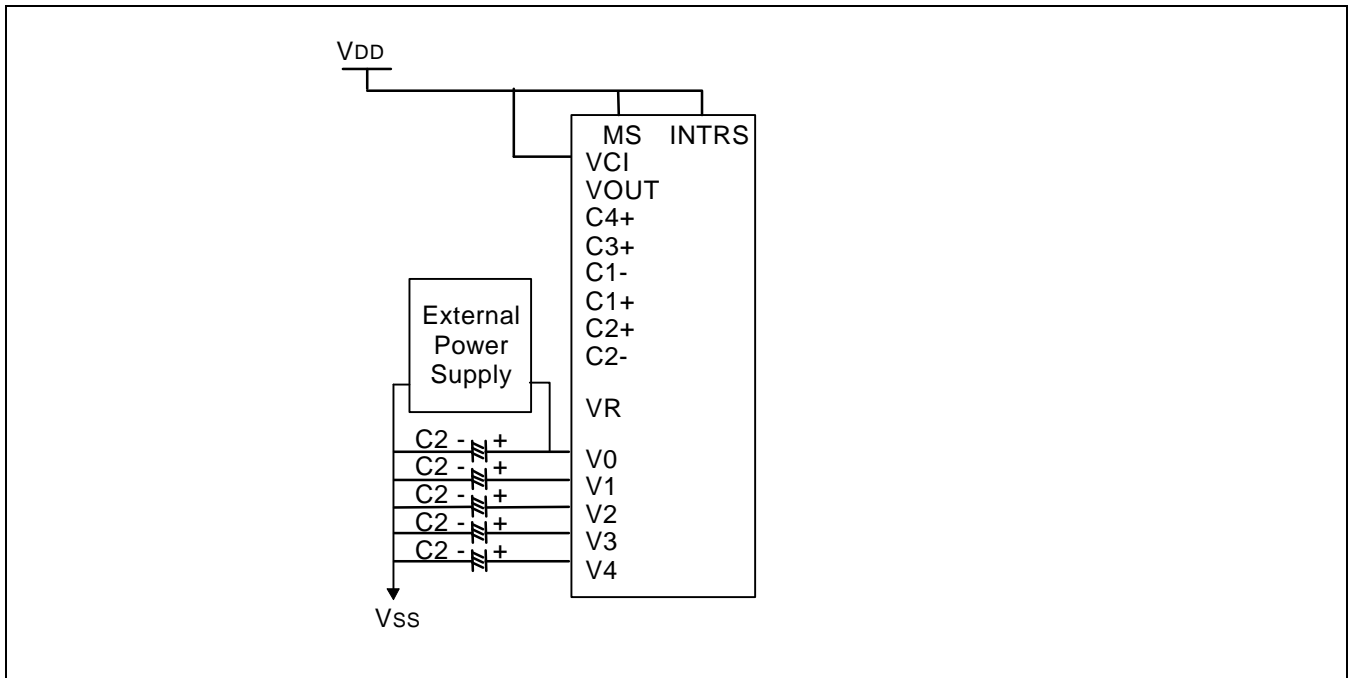 VDD
MS INTRS
VCI
VOUT
C4+
C3+
C1-
C1+
C2+
C2-
External
Power
Supply
VR
C2 - +
V0
C2 - +
V1
C2 - +
V2
C2 - +
V3
C2 - +
V4
Vss